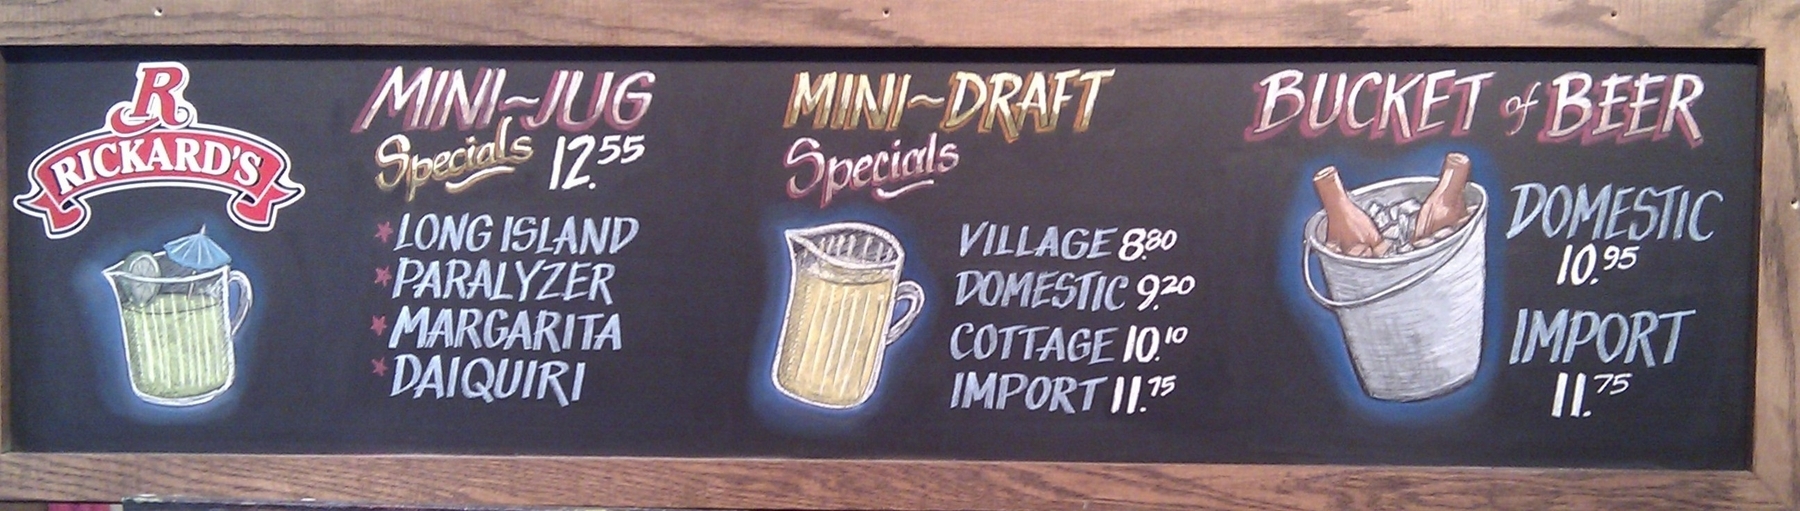 R
RICKARD'S
MINI~JUG
Specials 12.55
LONG ISLAND
PARALYZER
MARGARITA
DAIQUIRI
MINI~DRAFT
Specials
VILLAGE 8.80
DOMESTIC 9.20
COTTAGE 10.10
IMPORT 11.75
BUCKET of BEER
DOMESTIC
10.95
IMPORT
11.75